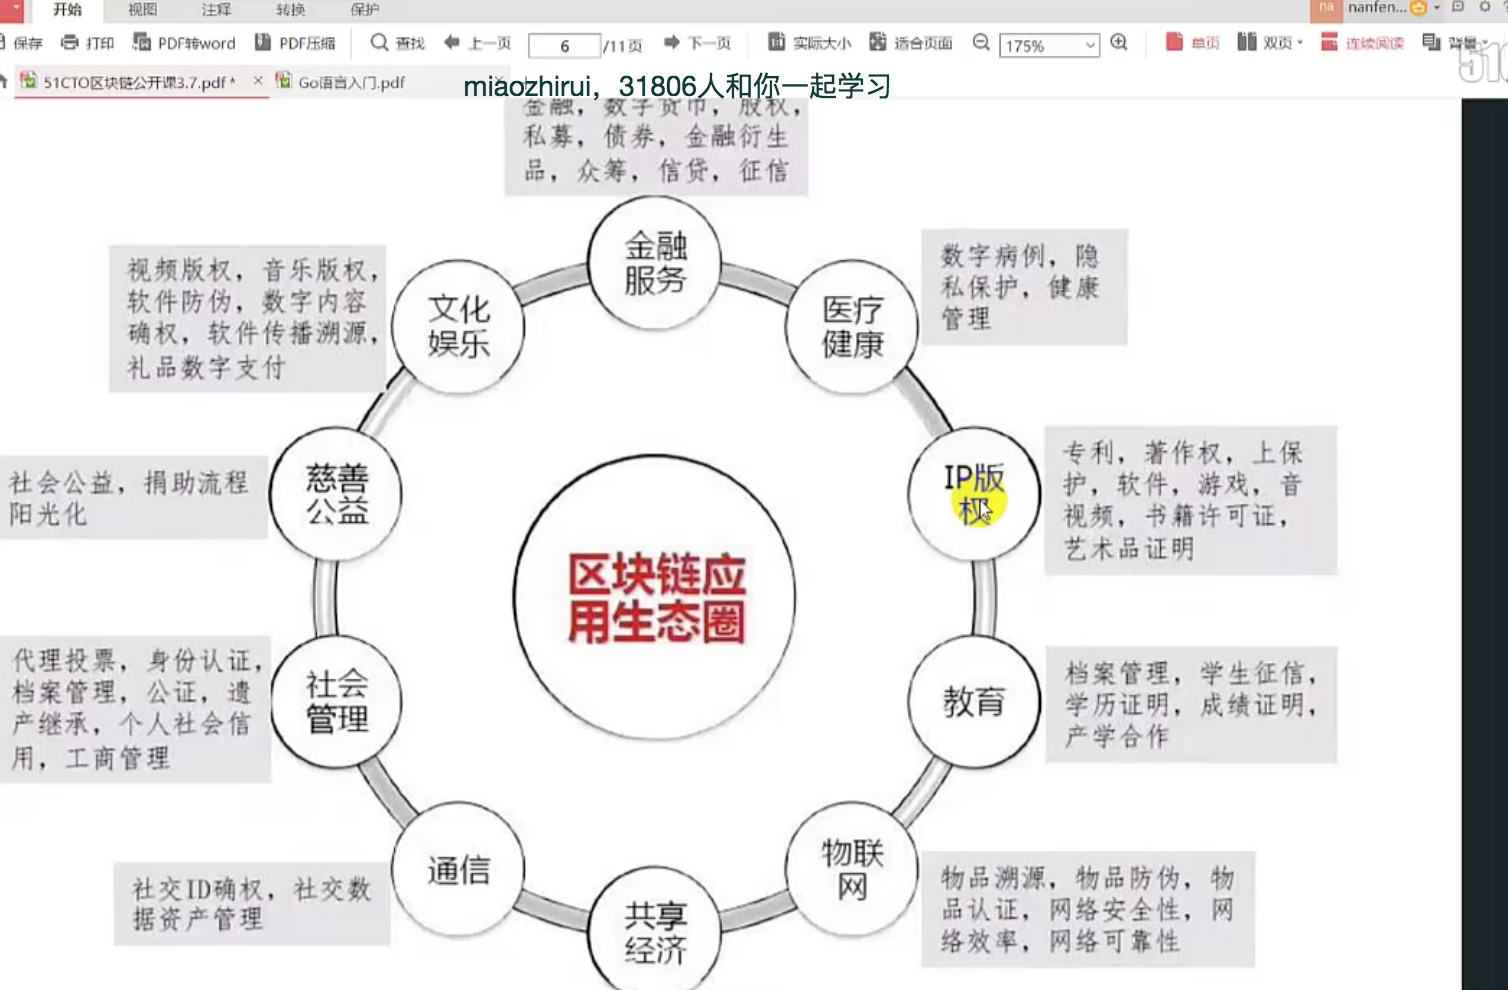 开始 视图 注释 转换 保护
na nanfen...
保存 打印 PDF转word PDF压缩 查找 上一页 6 /11页 下一页 实际大小 适合页面 175% 单页 双页 连续阅读 背景
51CTO区块链公开课3.7.pdf * × Go语言入门.pdf
miaozhirui，31806人和你一起学习
金融，数字货币，股权，
私募，债券，金融衍生
品，众筹，信贷，征信
金融
服务
医疗
健康
数字病例，隐
私保护，健康
管理
IP版
权
专利，著作权，上保
护，软件，游戏，音
视频，书籍许可证，
艺术品证明
教育
档案管理，学生征信，
学历证明，成绩证明，
产学合作
物联
网
物品溯源，物品防伪，物
品认证，网络安全性，网
络效率，网络可靠性
共享
经济
通信
社交ID确权，社交数
据资产管理
社会
管理
代理投票，身份认证，
档案管理，公证，遗
产继承，个人社会信
用，工商管理
慈善
公益
社会公益，捐助流程
阳光化
文化
娱乐
视频版权，音乐版权，
软件防伪，数字内容
确权，软件传播溯源，
礼品数字支付
区块链应
用生态圈